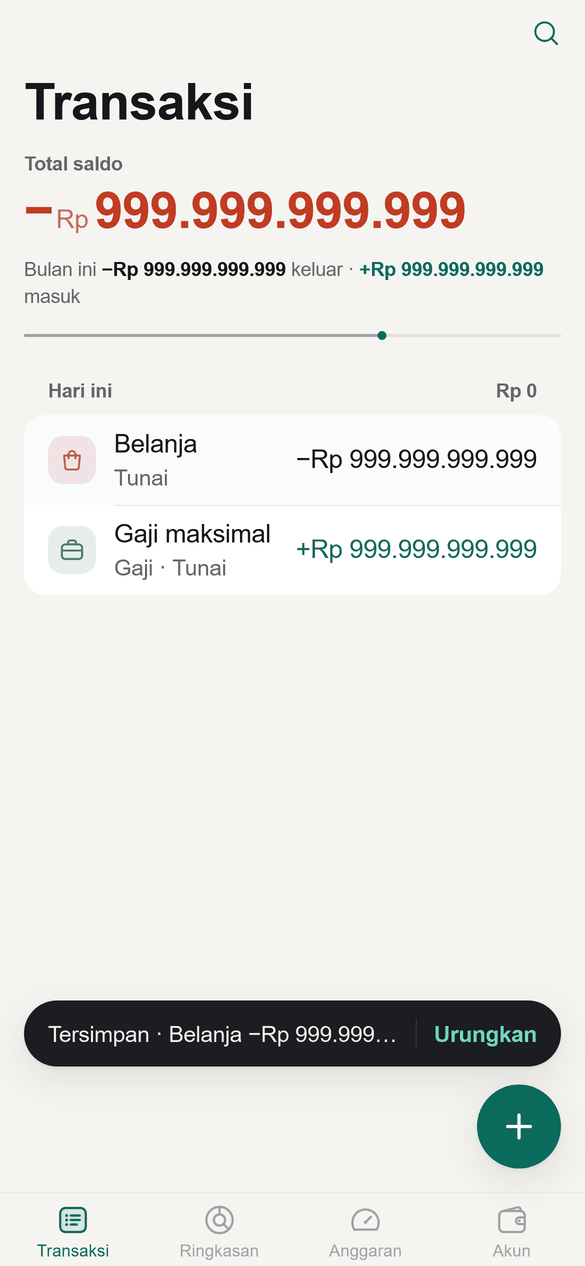 Transaksi
Total saldo
−Rp 999.999.999.999
Bulan ini −Rp 999.999.999.999 keluar · +Rp 999.999.999.999
masuk
Hari ini Rp 0
Belanja
Tunai
−Rp 999.999.999.999
Gaji maksimal
Gaji · Tunai
+Rp 999.999.999.999
Tersimpan · Belanja −Rp 999.999… Urungkan
Transaksi Ringkasan Anggaran Akun